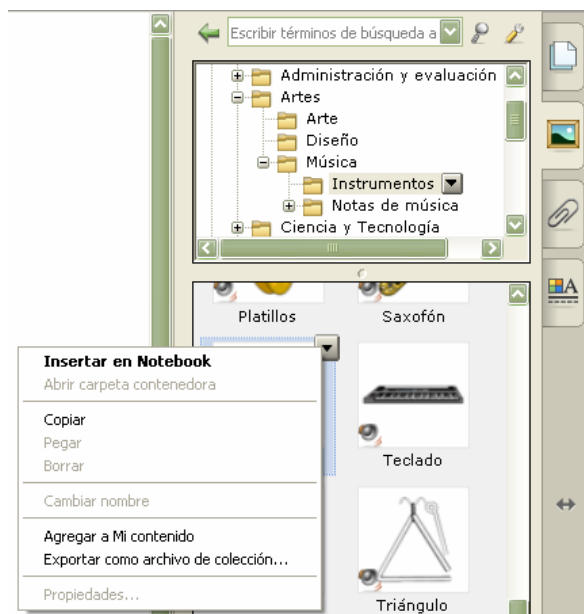 Escribir términos de búsqueda a
Administración y evaluación
Artes
Arte
Diseño
Música
Instrumentos
Notas de música
Ciencia y Tecnología
Platillos
Saxofón
Insertar en Notebook
Abrir carpeta contenedora
Copiar
Pegar
Borrar
Cambiar nombre
Agregar a Mi contenido
Exportar como archivo de colección...
Propiedades...
Teclado
Triángulo
A